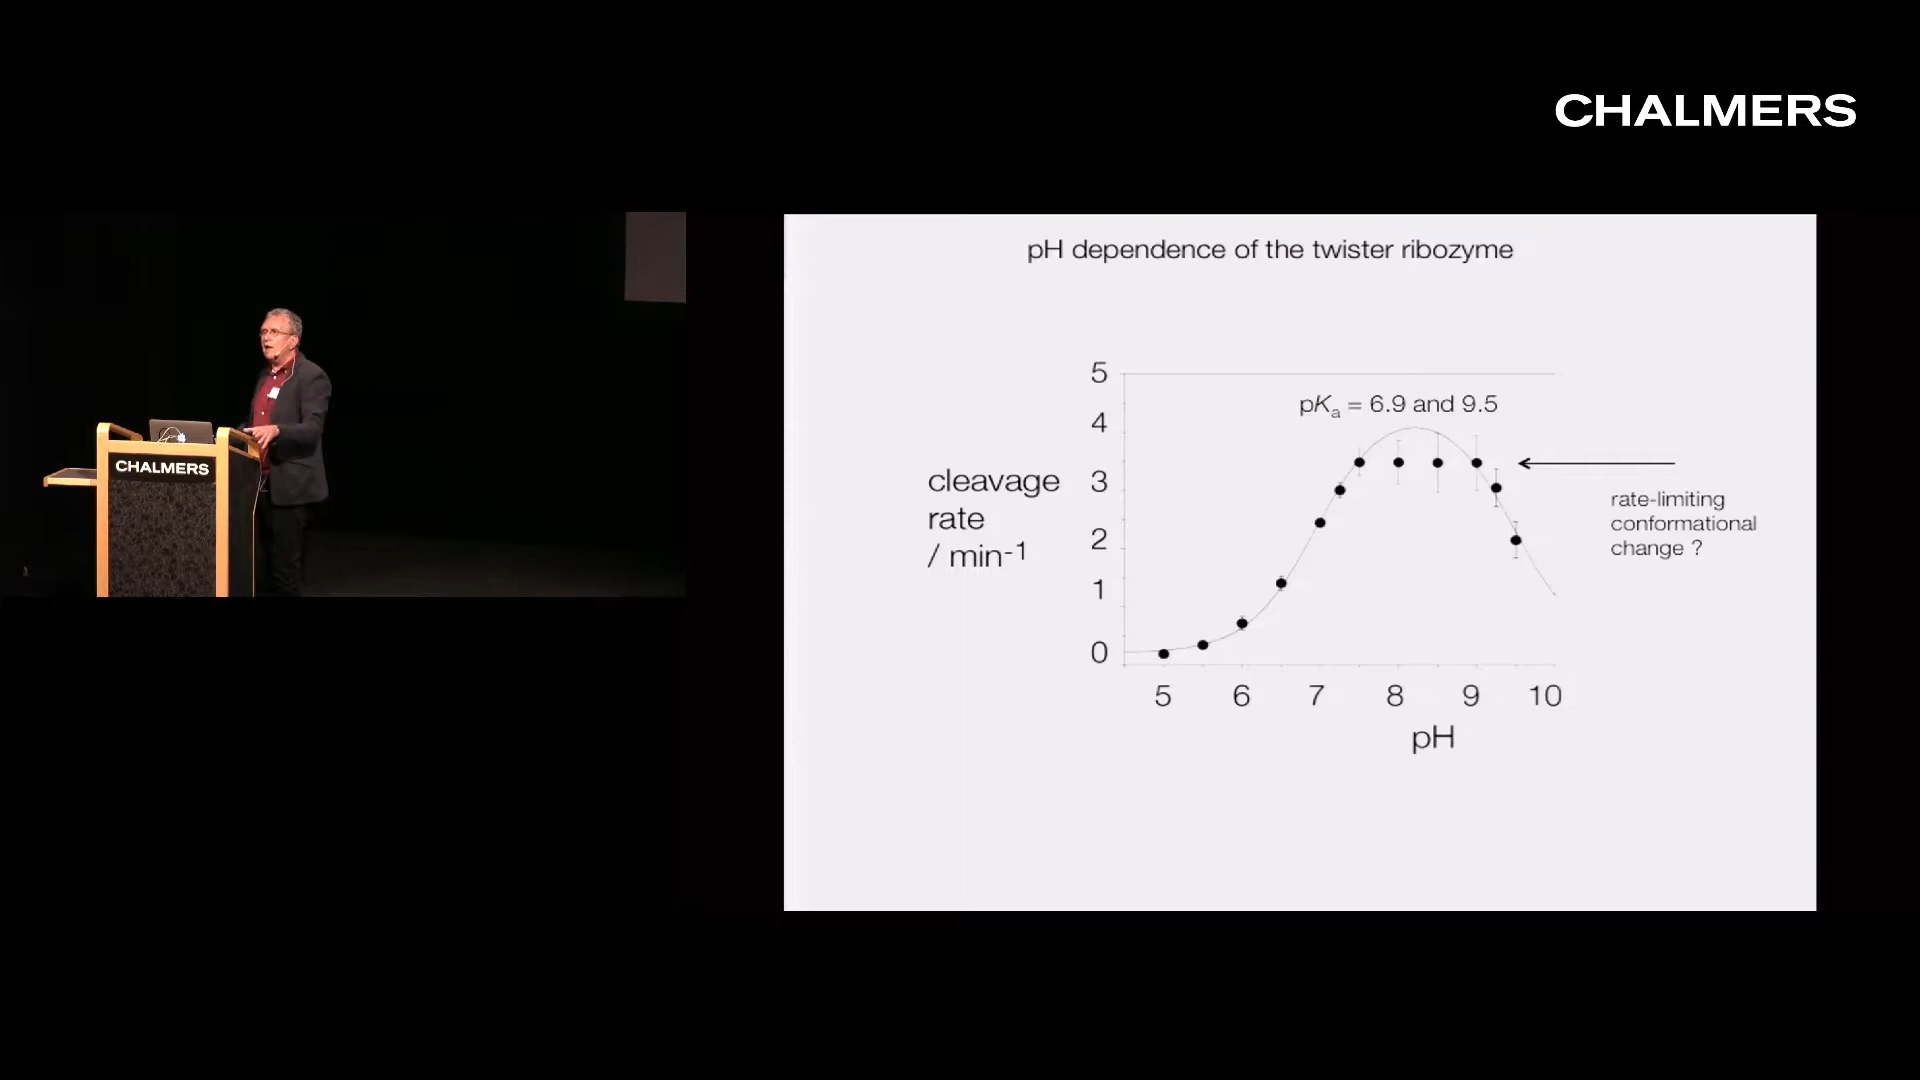 CHALMERS
CHALMERS
pH dependence of the twister ribozyme
5
4
3
2
1
0
pKa = 6.9 and 9.5
cleavage
rate
/ min-1
rate-limiting
conformational
change ?
5 6 7 8 9 10
pH